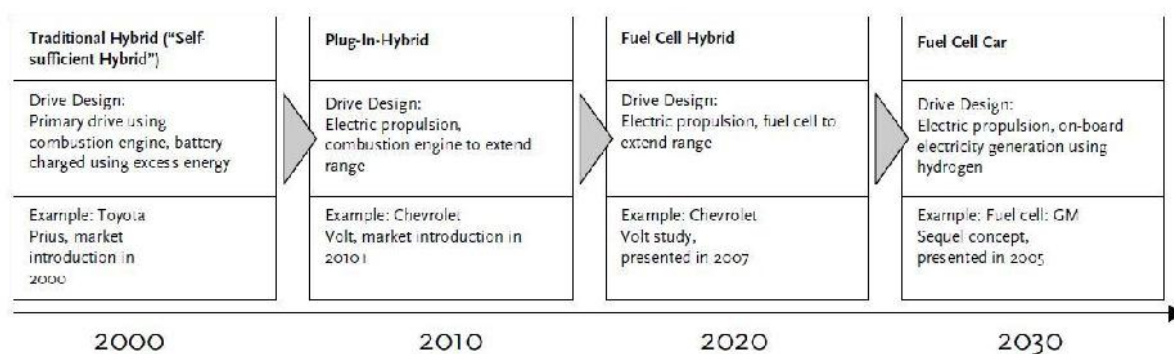 Traditional Hybrid ("Self-
sufficient Hybrid")
Drive Design:
Primary drive using
combustion engine, battery
charged using excess energy
Example: Toyota
Prius, market
introduction in
2000
Plug-In-Hybrid
Drive Design:
Electric propulsion,
combustion engine to extend
range
Example: Chevrolet
Volt, market introduction in
20101
Fuel Cell Hybrid
Drive Design:
Electric propulsion, fuel cell to
extend range
Example: Chevrolet
Volt study,
presented in 2007
Fuel Cell Car
Drive Design:
Electric propulsion, on-board
electricity generation using
hydrogen
Example: Fuel cell: GM
Sequel concept,
presented in 2005
2000
2010
2020
2030